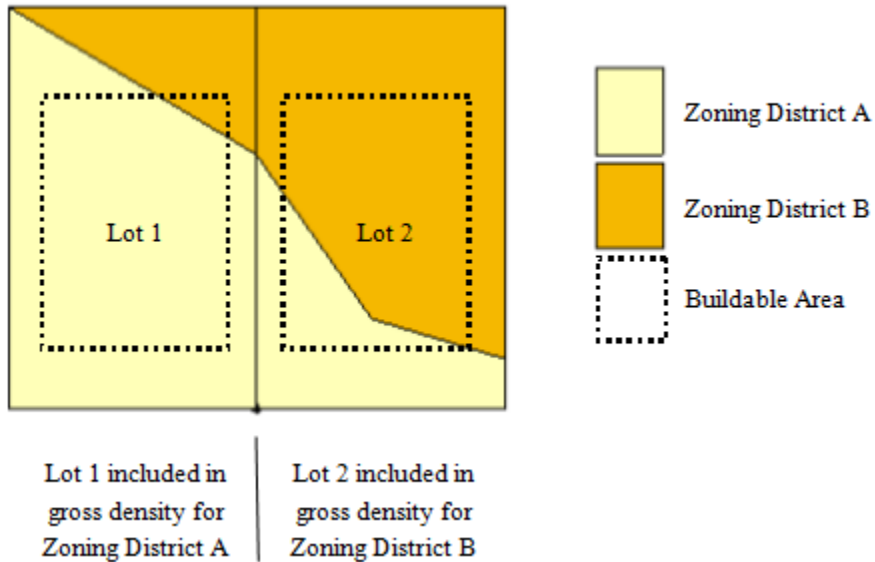 Zoning District A
Zoning District B
Lot 1
Lot 2
Buildable Area
Lot 1 included in
gross density for
Zoning District A
Lot 2 included in
gross density for
Zoning District B